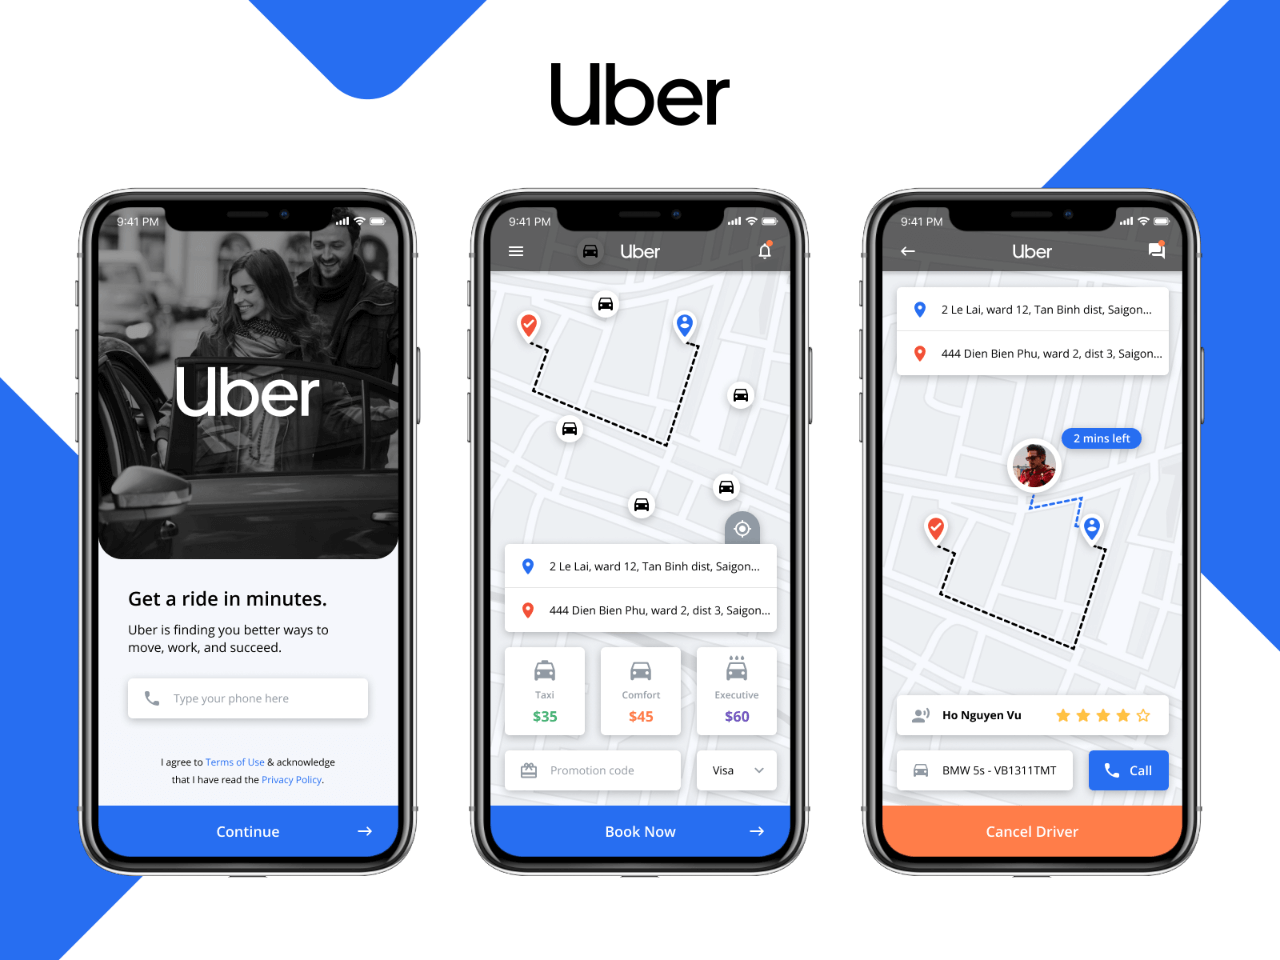 Uber
9:41 PM
Uber
Get a ride in minutes.
Uber is finding you better ways to
move, work, and succeed.
Type your phone here
I agree to Terms of Use & acknowledge
that I have read the Privacy Policy.
Continue
9:41 PM
Uber
2 Le Lai, ward 12, Tan Binh dist, Saigon...
444 Dien Bien Phu, ward 2, dist 3, Saigon...
Taxi
$35
Comfort
$45
Executive
$60
Promotion code
Visa
Book Now
9:41 PM
Uber
2 Le Lai, ward 12, Tan Binh dist, Saigon...
444 Dien Bien Phu, ward 2, dist 3, Saigon...
2 mins left
Ho Nguyen Vu
BMW 5s - VB1311TMT
Call
Cancel Driver